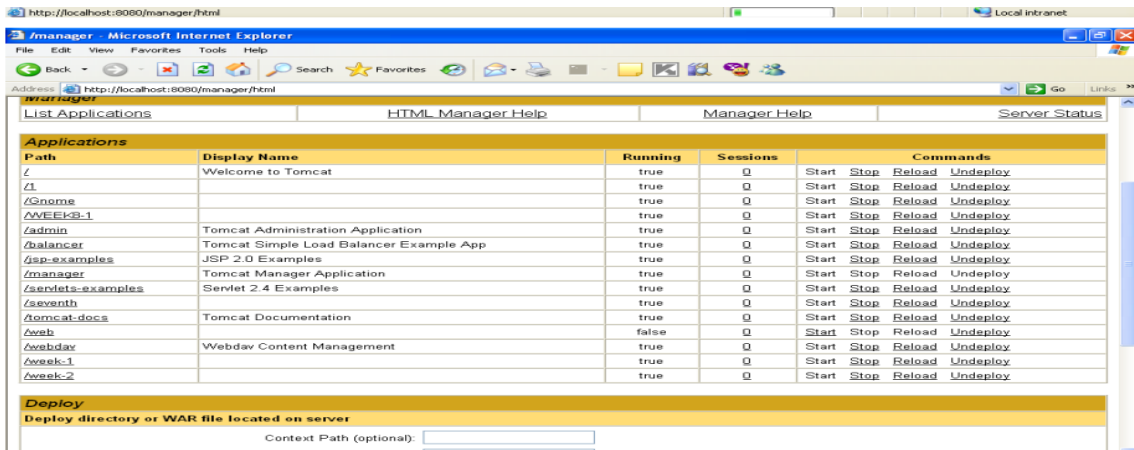 http://localhost:8080/manager/html Local intranet
/manager - Microsoft Internet Explorer
File Edit View Favorites Tools Help
Back Search Favorites
Address http://localhost:8080/manager/html Go Links »
Manager
List Applications HTML Manager Help Manager Help Server Status
Applications
Path Display Name Running Sessions Commands
/ Welcome to Tomcat true 0 Start Stop Reload Undeploy
/1 true 0 Start Stop Reload Undeploy
/Gnome true 0 Start Stop Reload Undeploy
/WEEK8-1 true 0 Start Stop Reload Undeploy
/admin Tomcat Administration Application true 0 Start Stop Reload Undeploy
/balancer Tomcat Simple Load Balancer Example App true 0 Start Stop Reload Undeploy
/jsp-examples JSP 2.0 Examples true 0 Start Stop Reload Undeploy
/manager Tomcat Manager Application true 0 Start Stop Reload Undeploy
/servlets-examples Servlet 2.4 Examples true 0 Start Stop Reload Undeploy
/seventh true 0 Start Stop Reload Undeploy
/tomcat-docs Tomcat Documentation true 0 Start Stop Reload Undeploy
/web false 0 Start Stop Reload Undeploy
/webdav Webdav Content Management true 0 Start Stop Reload Undeploy
/week-1 true 0 Start Stop Reload Undeploy
/week-2 true 0 Start Stop Reload Undeploy
Deploy
Deploy directory or WAR file located on server
Context Path (optional):